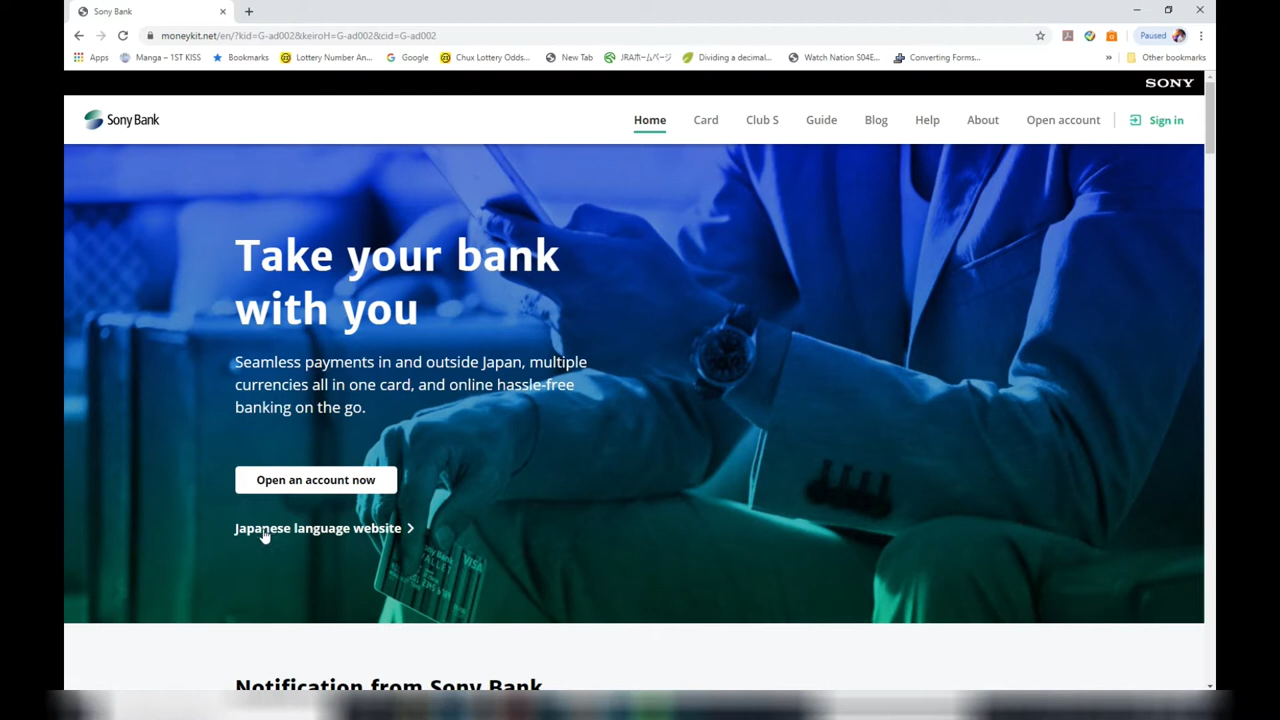 Sony Bank
moneykit.net/en/?kid=G-ad002&keiroH=G-ad002&cid=G-ad002
Paused
Apps
Manga ~ 1ST KISS
Bookmarks
Lottery Number An...
Google
Chux Lottery Odds...
New Tab
JRAホームページ
Dividing a decimal...
Watch Nation S04E...
Converting Forms...
»
Other bookmarks
SONY
Sony Bank
Home
Card
Club S
Guide
Blog
Help
About
Open account
Sign in
Take your bank
with you
Seamless payments in and outside Japan, multiple
currencies all in one card, and online hassle-free
banking on the go.
Open an account now
Japanese language website
Sony Bank
WALLET
VISA
Notification from Sony Bank